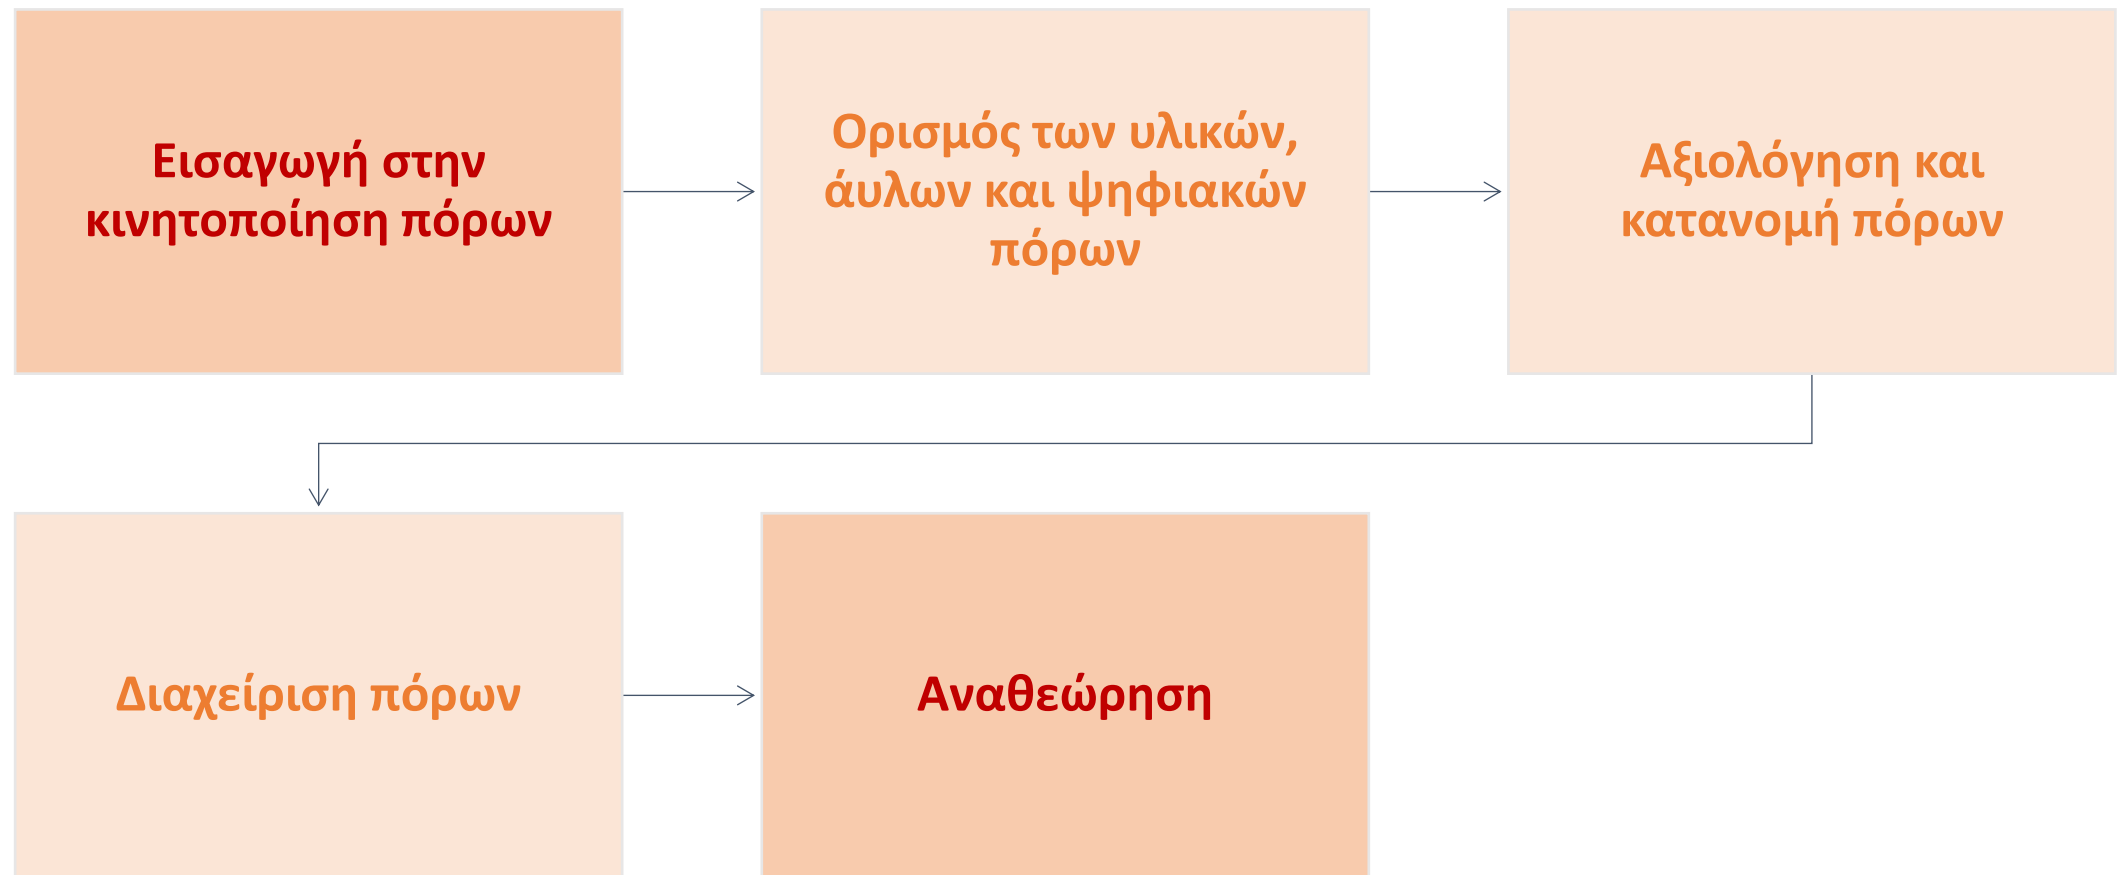 Εισαγωγή στην
κινητοποίηση πόρων
Ορισμός των υλικών,
άυλων και ψηφιακών
πόρων
Αξιολόγηση και
κατανομή πόρων
Διαχείριση πόρων
Αναθεώρηση